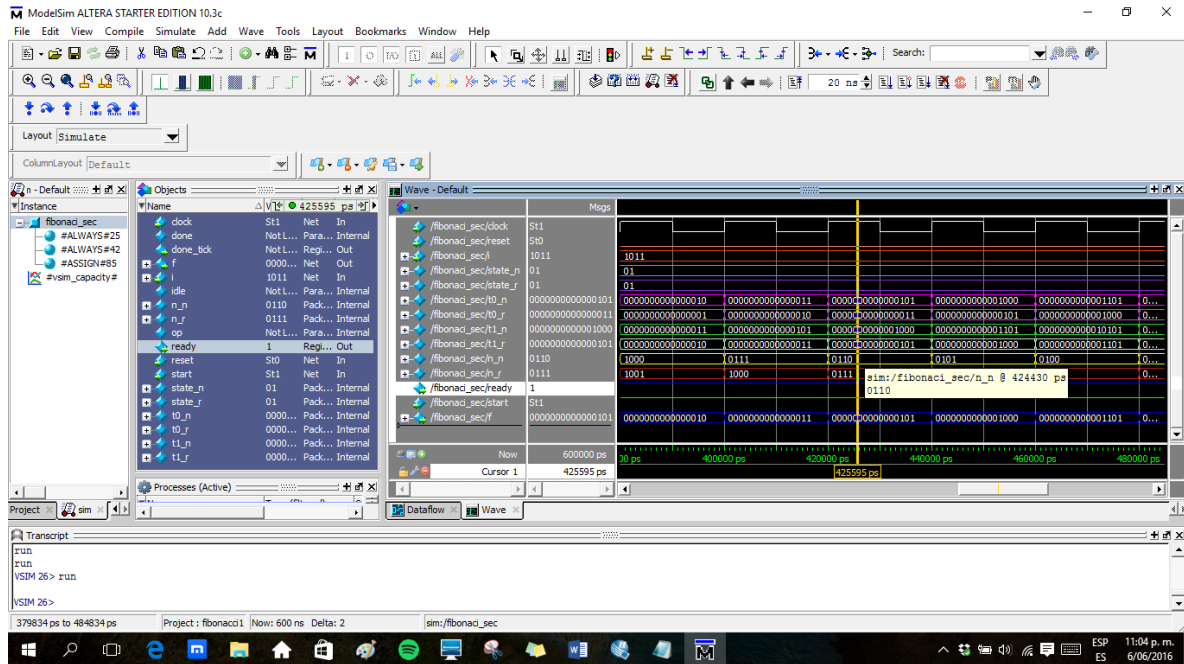 ModelSim ALTERA STARTER EDITION 10.3c
File Edit View Compile Simulate Add Wave Tools Layout Bookmarks Window Help
Search:
20 ns
Layout Simulate
ColumnLayout Default
n - Default
Instance
fibonaci_sec
#ALWAYS#25
#ALWAYS#42
#ASSIGN#85
#vsim_capacity#
Project sim
Objects
Name 425595 ps
clock St1 Net In
done Not L... Para... Internal
done_tick Not L... Regi... Out
f 0000... Net Out
i 1011 Net In
idle Not L... Para... Internal
n_n 0110 Pack... Internal
n_r 0111 Pack... Internal
op Not L... Para... Internal
ready 1 Regi... Out
reset St0 Net In
start St1 Net In
state_n 01 Pack... Internal
state_r 01 Pack... Internal
t0_n 0000... Pack... Internal
t0_r 0000... Pack... Internal
t1_n 0000... Pack... Internal
t1_r 0000... Pack... Internal
Processes (Active)
Wave - Default
Msgs
/fibonaci_sec/clock St1
/fibonaci_sec/reset St0
/fibonaci_sec/i 1011 1011
/fibonaci_sec/state_n 01 01
/fibonaci_sec/state_r 01 01
/fibonaci_sec/t0_n 0000000000000101 0000000000000010 0000000000000011 0000000000000101 0000000000001000 0000000000001101 0...
/fibonaci_sec/t0_r 0000000000000011 0000000000000001 0000000000000010 0000000000000011 0000000000000101 0000000000001000 0...
/fibonaci_sec/t1_n 0000000000001000 0000000000000011 0000000000000101 0000000000001000 0000000000001101 0000000000010101 0...
/fibonaci_sec/t1_r 0000000000000101 0000000000000010 0000000000000011 0000000000000101 0000000000001000 0000000000001101 0...
/fibonaci_sec/n_n 0110 1000 0111 0110 0101 0100 0...
/fibonaci_sec/n_r 0111 1001 1000 0111 0...
/fibonaci_sec/ready 1
/fibonaci_sec/start St1
/fibonaci_sec/f 0000000000000101 0000000000000010 0000000000000011 0000000000000101 0000000000001000 0000000000001101 0...
sim:/fibonaci_sec/n_n @ 424430 ps
0110
Now 600000 ps 00 ps 400000 ps 420000 ps 440000 ps 460000 ps 480000 ps
Cursor 1 425595 ps 425595 ps
Dataflow Wave
Transcript
run
run
VSIM 26> run
VSIM 26>
379834 ps to 484834 ps Project : fibonacci1 Now: 600 ns Delta: 2 sim:/fibonaci_sec
ESP
ES
11:04 p. m.
6/06/2016